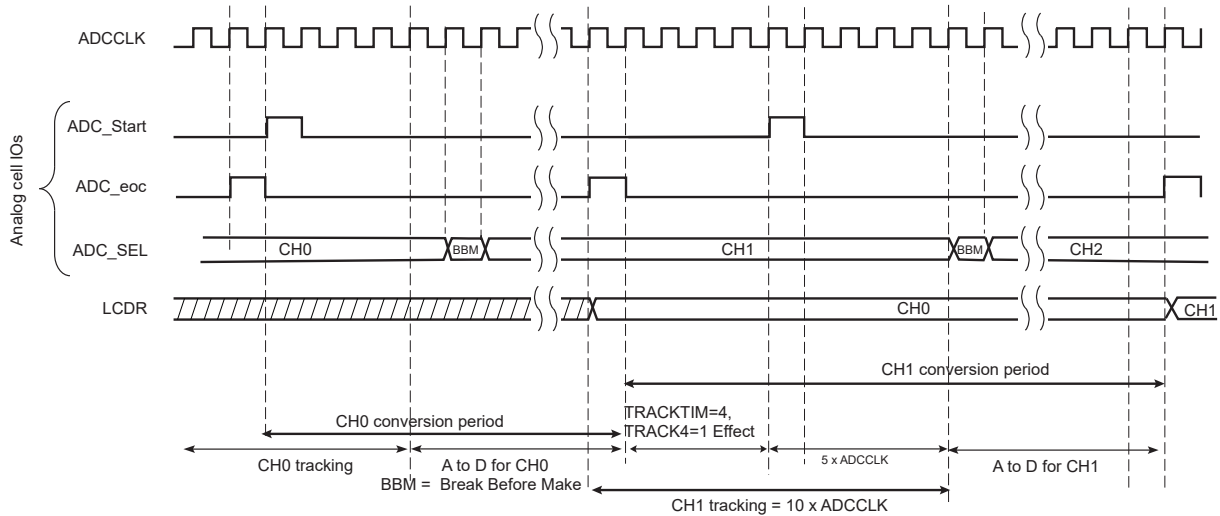 ADCCLK
Analog cell IOs
ADC_Start
ADC_eoc
ADC_SEL
CH0
BBM
CH1
BBM
CH2
LCDR
CH0
CH1
CH1 conversion period
CH0 conversion period
TRACKTIM=4,
TRACK4=1 Effect
CH0 tracking
A to D for CH0
5 x ADCCLK
A to D for CH1
BBM = Break Before Make
CH1 tracking = 10 x ADCCLK